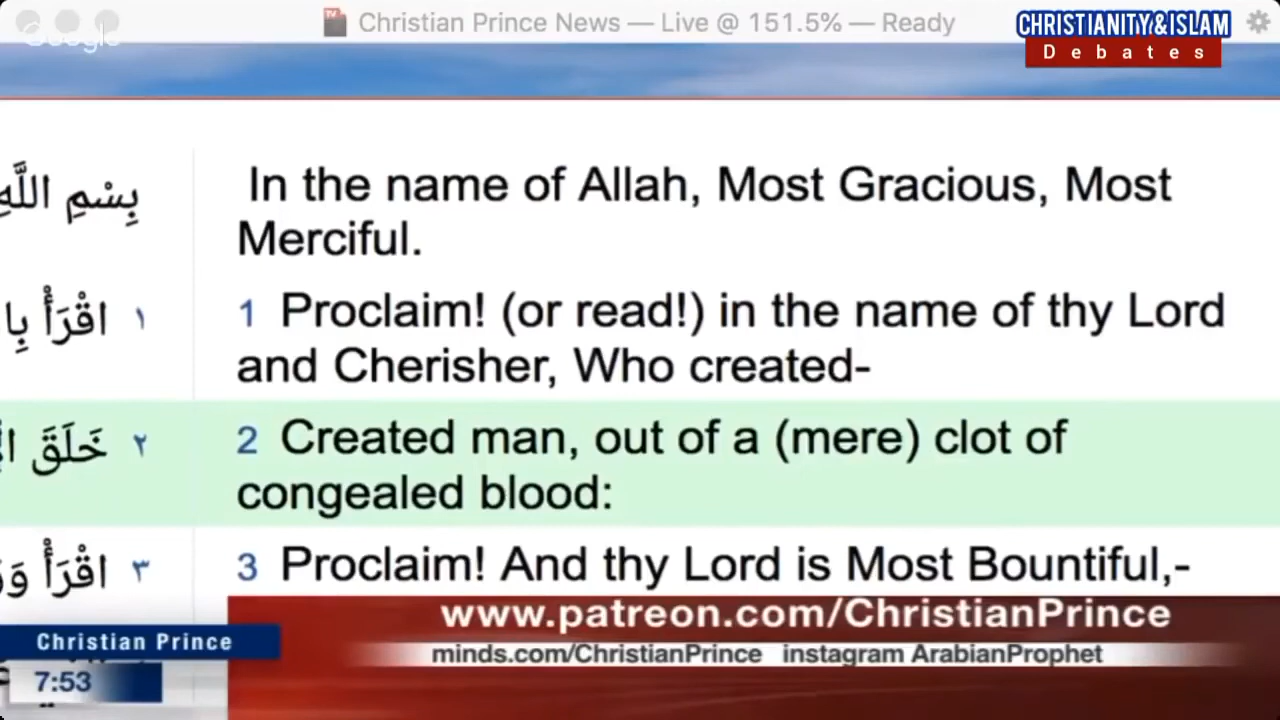 Christian Prince News — Live @ 151.5% — Ready
Google
CHRISTIANITY&ISLAM
Debates
بِسْمِ اللَّهِ
In the name of Allah, Most Gracious, Most
Merciful.
١ اقْرَأْ بِا
1 Proclaim! (or read!) in the name of thy Lord
and Cherisher, Who created-
٢ خَلَقَ
2 Created man, out of a (mere) clot of
congealed blood:
٣ اقْرَأْ وَ
3 Proclaim! And thy Lord is Most Bountiful,-
www.patreon.com/ChristianPrince
Christian Prince
minds.com/ChristianPrince instagram ArabianProphet
7:53